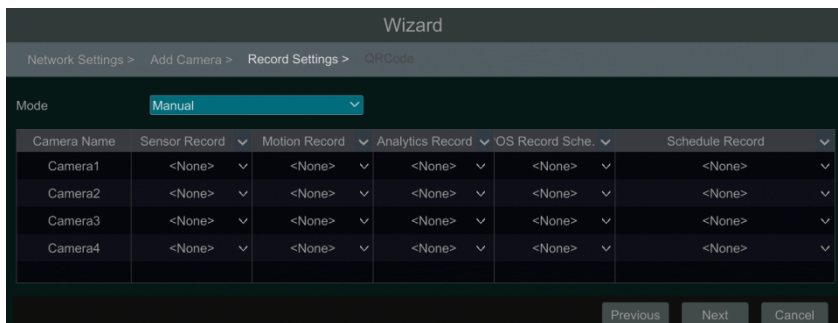 Wizard
Network Settings > Add Camera > Record Settings > QRCode
Mode Manual
Camera Name Sensor Record Motion Record Analytics Record OS Record Sche. Schedule Record
Camera1 <None> <None> <None> <None> <None>
Camera2 <None> <None> <None> <None> <None>
Camera3 <None> <None> <None> <None> <None>
Camera4 <None> <None> <None> <None> <None>
Previous Next Cancel